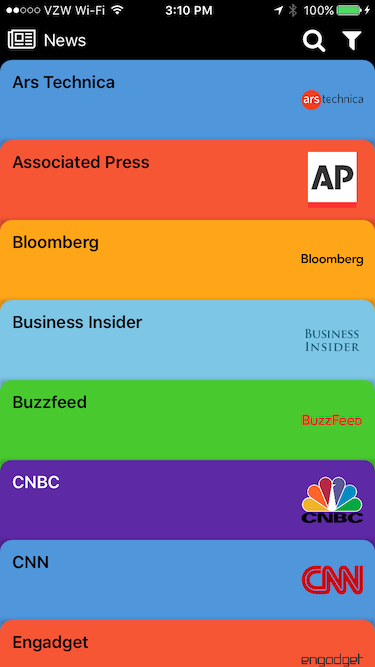 VZW Wi-Fi 3:10 PM 100%
News
Ars Technica
ars technica
Associated Press
AP
Bloomberg
Bloomberg
Business Insider
BUSINESS
INSIDER
Buzzfeed
BuzzFeed
CNBC
CNBC
CNN
CNN
Engadget
engadget